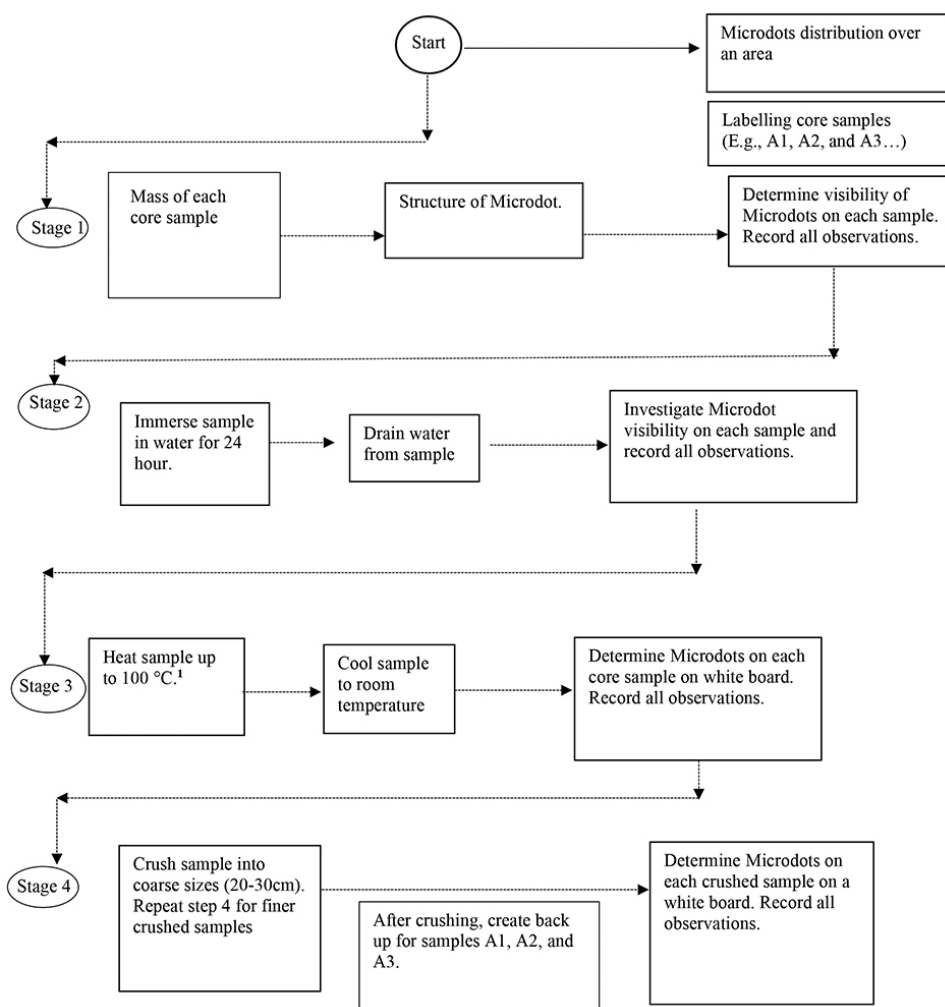 Start
Microdots distribution over
an area
Labelling core samples
(E.g., A1, A2, and A3…)
Stage 1
Mass of each
core sample
Structure of Microdot.
Determine visibility of
Microdots on each sample.
Record all observations.
Stage 2
Immerse sample
in water for 24
hour.
Drain water
from sample
Investigate Microdot
visibility on each sample and
record all observations.
Stage 3
Heat sample up
to 100 °C.¹
Cool sample
to room
temperature
Determine Microdots on each
core sample on white board.
Record all observations.
Stage 4
Crush sample into
coarse sizes (20-30cm).
Repeat step 4 for finer
crushed samples
After crushing, create back
up for samples A1, A2, and
A3.
Determine Microdots on
each crushed sample on a
white board. Record all
observations.